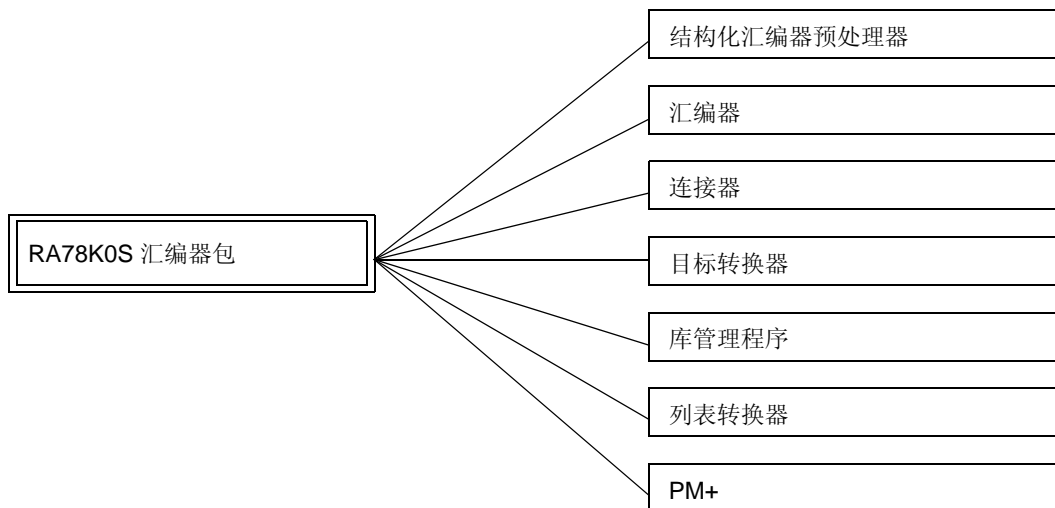 结构化汇编器预处理器
汇编器
连接器
RA78K0S 汇编器包
目标转换器
库管理程序
列表转换器
PM+